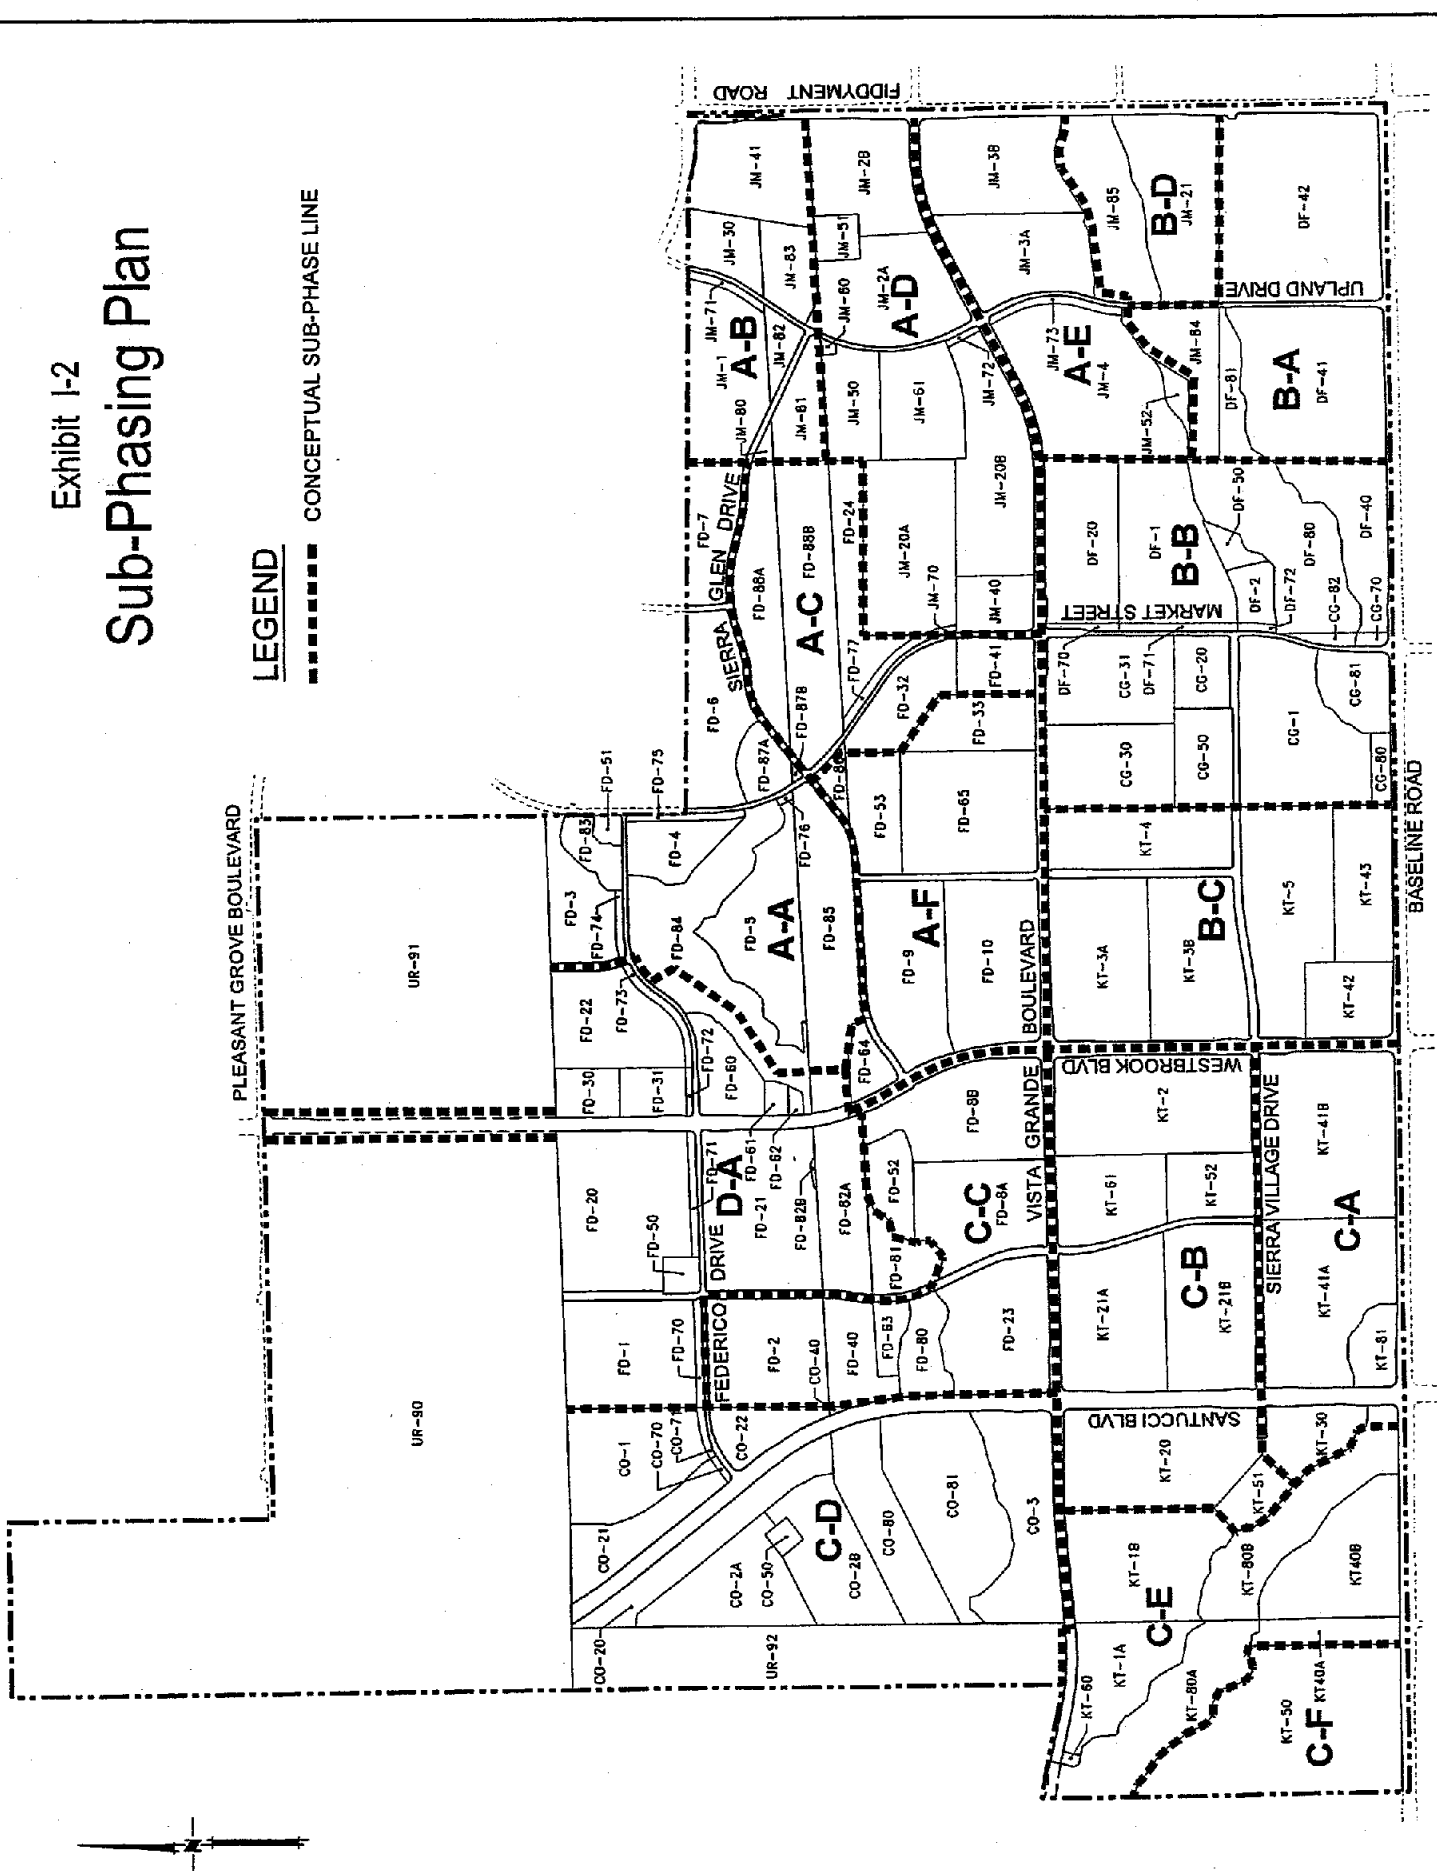 Exhibit I-2
Sub-Phasing Plan
LEGEND
CONCEPTUAL SUB-PHASE LINE
PLEASANT GROVE BOULEVARD
UR-90
UR-91
UR-92
CO-20
CO-21
CO-1
CO-70
CO-71
CO-22
CO-2A
CO-50
C-D
CO-2B
CO-80
CO-81
CO-3
CO-40
FD-1
FD-70
FEDERICO DRIVE
FD-2
FD-40
FD-63
FD-80
FD-23
FD-20
FD-50
FD-71
D-A
FD-21
FD-61
FD-62
FD-82B
FD-82A
FD-81
FD-52
C-C
FD-8A
FD-8B
FD-30
FD-31
FD-22
FD-73
FD-72
FD-60
FD-64
FD-3
FD-74
FD-83
FD-51
FD-75
FD-4
FD-84
FD-5
A-A
FD-85
FD-76
FD-87A
FD-87B
FD-86
FD-6
SIERRA GLEN DRIVE
FD-7
FD-88A
FD-88B
A-C
FD-24
FD-77
FD-32
FD-41
FD-33
FD-53
FD-65
FD-9
A-F
FD-10
JM-1
JM-71
JM-30
JM-41
A-B
JM-80
JM-82
JM-83
JM-81
JM-60
JM-51
JM-2B
JM-2A
A-D
JM-50
JM-61
JM-72
JM-20A
JM-20B
JM-70
JM-40
JM-3B
JM-3A
JM-73
A-E
JM-4
JM-52
JM-84
JM-85
B-D
JM-21
FIDDYMENT ROAD
UPLAND DRIVE
DF-42
DF-81
B-A
DF-41
DF-20
DF-1
B-B
DF-50
DF-2
DF-72
DF-80
DF-40
MARKET STREET
DF-70
DF-71
CG-31
CG-20
CG-30
CG-50
CG-1
CG-81
CG-80
CG-82
CG-70
KT-4
KT-3A
KT-3B
B-C
KT-5
KT-43
KT-42
VISTA GRANDE BOULEVARD
WESTBROOK BLVD
SIERRA VILLAGE DRIVE
SANTUCCI BLVD
BASELINE ROAD
KT-2
KT-61
KT-52
C-B
KT-21A
KT-21B
KT-41B
C-A
KT-41A
KT-81
KT-20
KT-51
KT-30
KT-1B
KT-80B
KT40B
C-E
KT-1A
KT-60
KT-80A
KT-50
KT40A
C-F